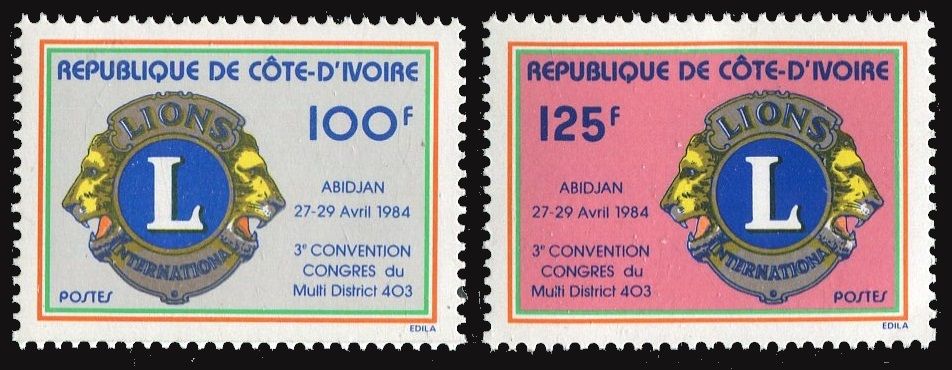 REPUBLIQUE DE CÔTE-D'IVOIRE
100F
LIONS
L
INTERNATIONAL
ABIDJAN
27-29 Avril 1984
3e CONVENTION
CONGRES du
Multi District 403
POSTES
EDILA
REPUBLIQUE DE CÔTE-D'IVOIRE
125F
LIONS
L
INTERNATIONAL
ABIDJAN
27-29 Avril 1984
3e CONVENTION
CONGRES du
Multi District 403
POSTES
EDILA